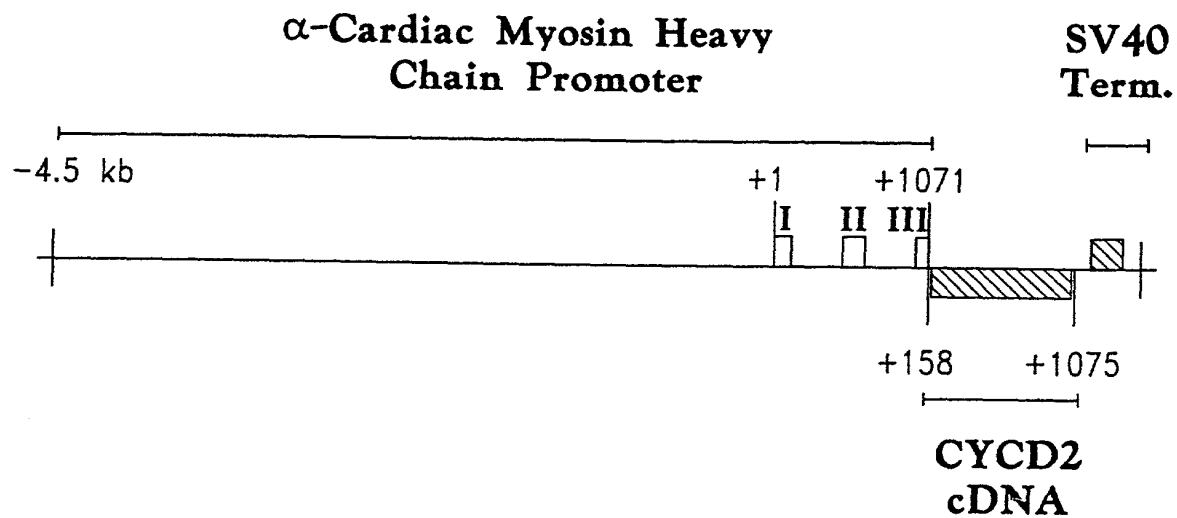 α-Cardiac Myosin Heavy
Chain Promoter
SV40
Term.
-4.5 kb
+1
+1071
I
II
III
+158
+1075
CYCD2
cDNA